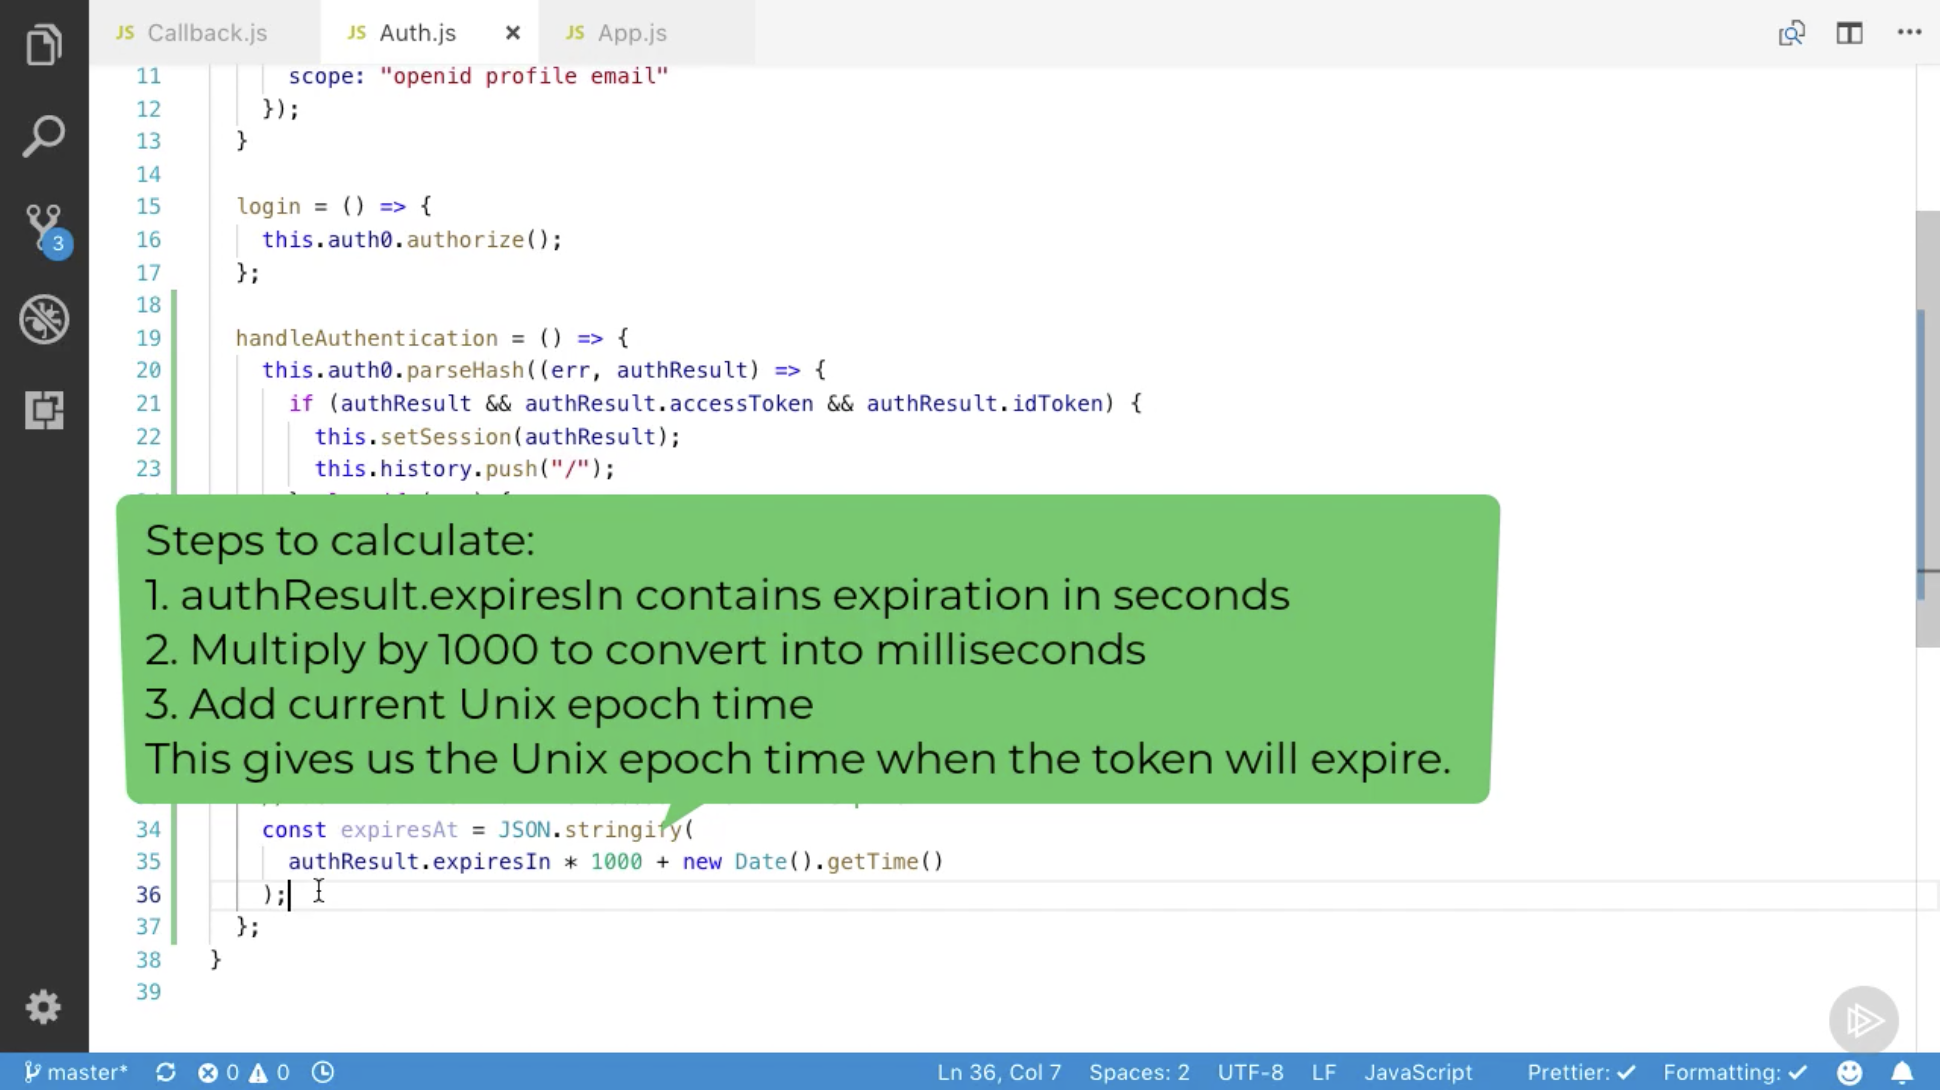 JS Callback.js JS Auth.js × JS App.js
11 scope: "openid profile email"
12 });
13 }
14
15 login = () => {
16 this.auth0.authorize();
17 };
18
19 handleAuthentication = () => {
20 this.auth0.parseHash((err, authResult) => {
21 if (authResult && authResult.accessToken && authResult.idToken) {
22 this.setSession(authResult);
23 this.history.push("/");
Steps to calculate:
1. authResult.expiresIn contains expiration in seconds
2. Multiply by 1000 to convert into milliseconds
3. Add current Unix epoch time
This gives us the Unix epoch time when the token will expire.
34 const expiresAt = JSON.stringify(
35 authResult.expiresIn * 1000 + new Date().getTime()
36 );
37 };
38 }
39
3
master* 0 0 Ln 36, Col 7 Spaces: 2 UTF-8 LF JavaScript Prettier: ✓ Formatting: ✓